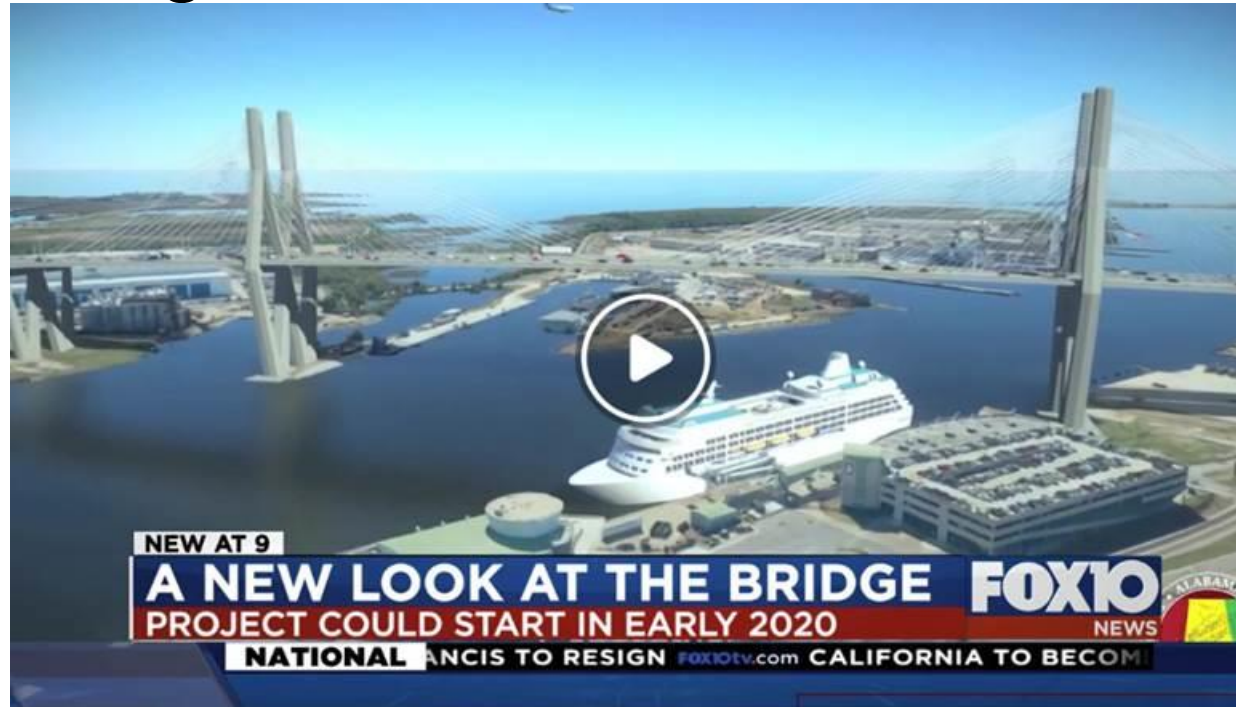 NEW AT 9
A NEW LOOK AT THE BRIDGE
FOX10
PROJECT COULD START IN EARLY 2020
NEWS
NATIONAL ANCIS TO RESIGN FOX10tv.com CALIFORNIA TO BECOM
ALABAM